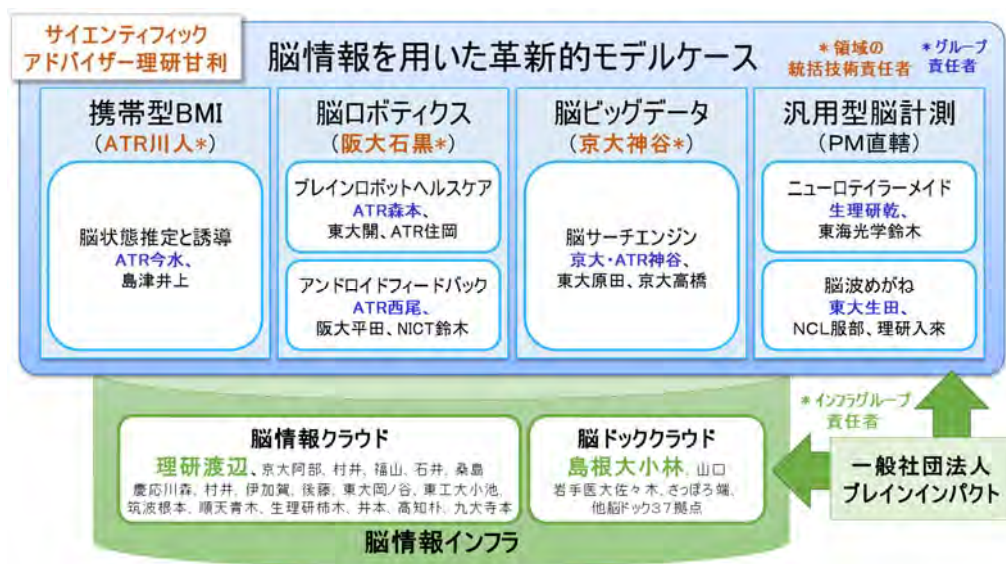 サイエンティフィック
アドバイザー理研甘利
脳情報を用いた革新的モデルケース
*領域の
統括技術責任者
*グループ
責任者
携帯型BMI
(ATR川人*)
脳状態推定と誘導
ATR今水、
島津井上
脳ロボティクス
(阪大石黒*)
ブレインロボットヘルスケア
ATR森本、
東大開、ATR住岡
アンドロイドフィードバック
ATR西尾、
阪大平田、NICT鈴木
脳ビッグデータ
(京大神谷*)
脳サーチエンジン
京大・ATR神谷、
東大原田、京大高橋
汎用型脳計測
(PM直轄)
ニューロテイラーメイド
生理研乾、
東海光学鈴木
脳波めがね
東大生田、
NCL服部、理研入來
*インフラグループ
責任者
脳情報クラウド
理研渡辺、京大阿部、村井、福山、石井、桑島
慶応川森、村井、伊加賀、後藤、東大岡ノ谷、東工大小池、
筑波根本、順天青木、生理研柿木、井本、高知朴、九大寺本
脳ドッククラウド
島根大小林、山口
岩手医大佐々木、さっぽろ端、
他脳ドック37拠点
一般社団法人
ブレインインパクト
脳情報インフラ